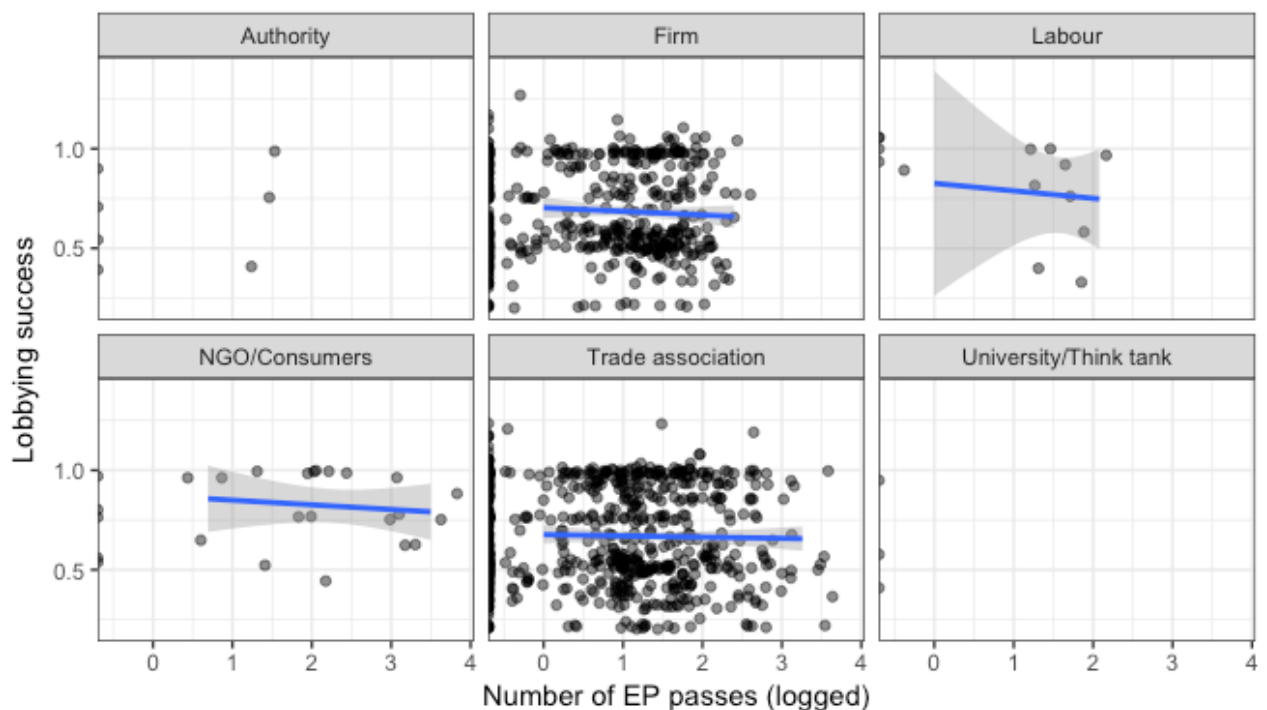 Authority
Firm
Labour
1.0
0.5
NGO/Consumers
Trade association
University/Think tank
1.0
0.5
Lobbying success
0 1 2 3 4
0 1 2 3 4
0 1 2 3 4
Number of EP passes (logged)